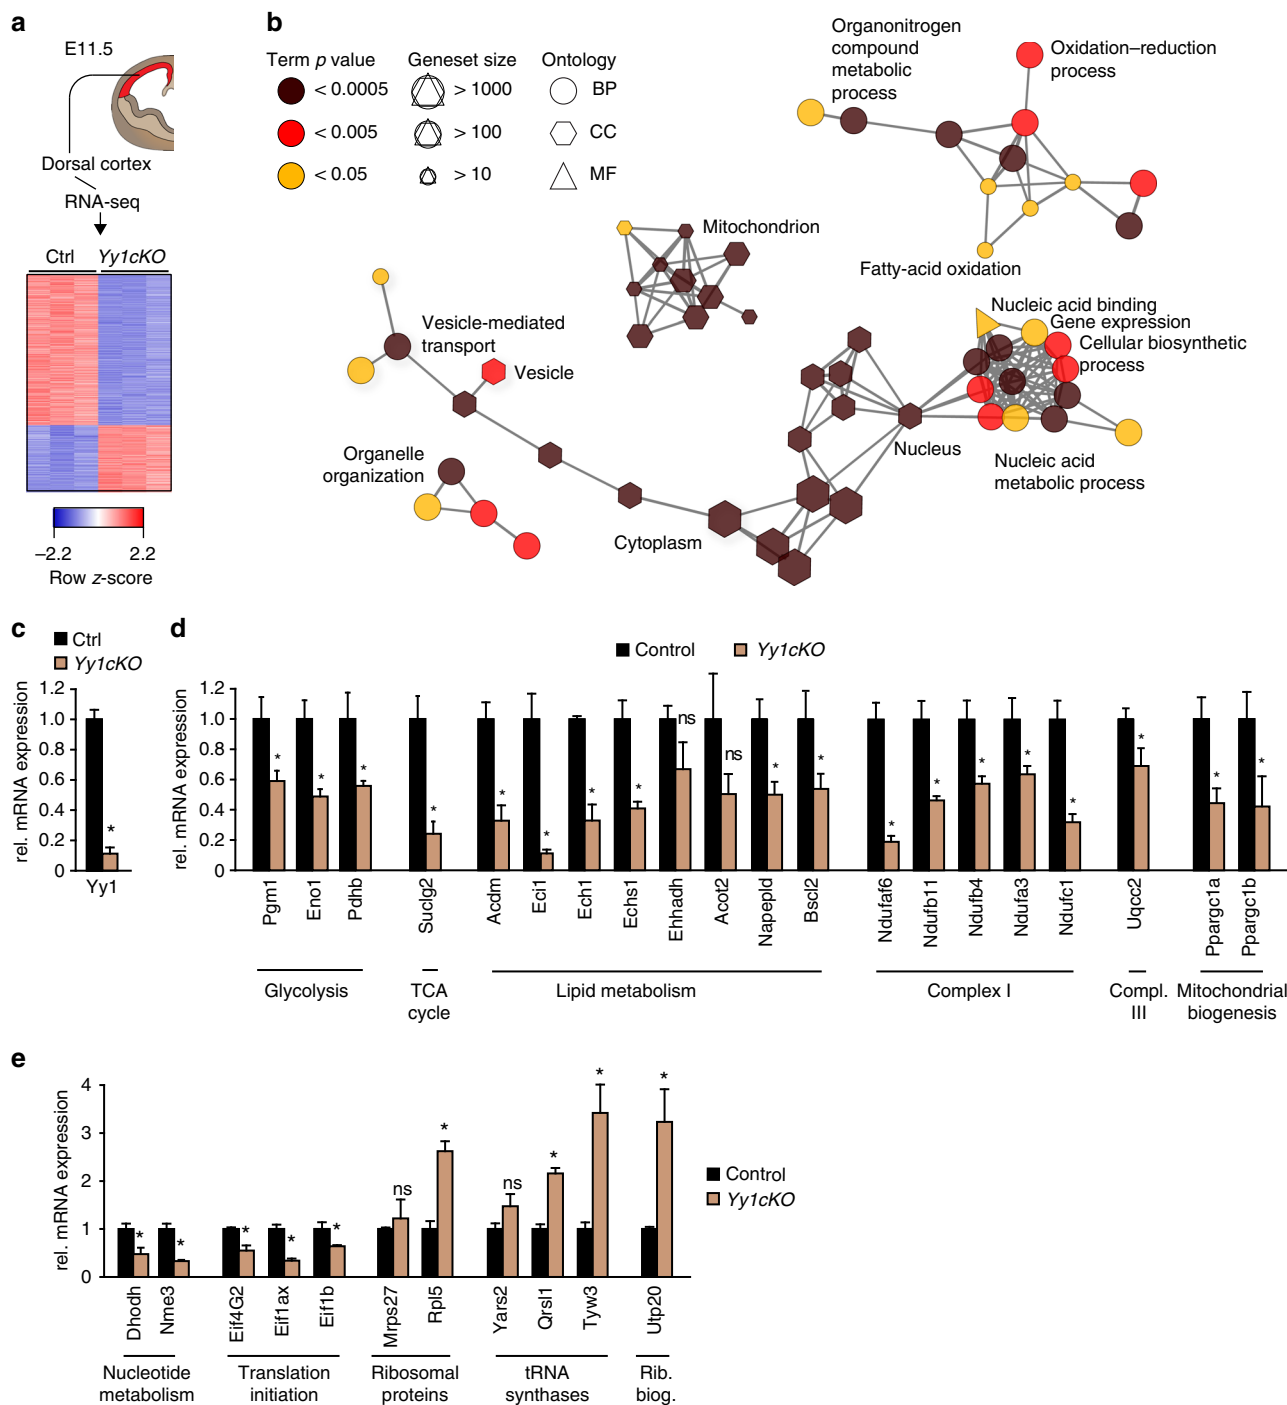 a
E11.5
Dorsal cortex
RNA-seq
Ctrl
Yy1cKO
–2.2
2.2
Row z-score
b
Term p value
Geneset size
Ontology
< 0.0005
> 1000
BP
< 0.005
> 100
CC
< 0.05
> 10
MF
Organonitrogen
compound
metabolic
process
Oxidation–reduction
process
Fatty-acid oxidation
Mitochondrion
Vesicle-mediated
transport
Vesicle
Nucleic acid binding
Gene expression
Cellular biosynthetic
process
Nucleus
Nucleic acid
metabolic process
Organelle
organization
Cytoplasm
c
Ctrl
Yy1cKO
rel. mRNA expression
1.2
1.0
0.8
0.6
0.4
0.2
0
*
Yy1
d
Control
Yy1cKO
rel. mRNA expression
1.2
1.0
0.8
0.6
0.4
0.2
0
* * * * * * * * ns ns * * * * * * * * * *
Pgm1
Eno1
Pdhb
Suclg2
Acdm
Eci1
Ech1
Echs1
Ehhadh
Acot2
Napepld
Bscl2
Ndufaf6
Ndufb11
Ndufb4
Ndufa3
Ndufc1
Uqcc2
Ppargc1a
Ppargc1b
Glycolysis
TCA
cycle
Lipid metabolism
Complex I
Compl.
III
Mitochondrial
biogenesis
e
rel. mRNA expression
4
3
2
1
0
* * * * * ns * ns * * *
Control
Yy1cKO
Dhodh
Nme3
Eif4G2
Eif1ax
Eif1b
Mrps27
Rpl5
Yars2
Qrsl1
Tyw3
Utp20
Nucleotide
metabolism
Translation
initiation
Ribosomal
proteins
tRNA
synthases
Rib.
biog.